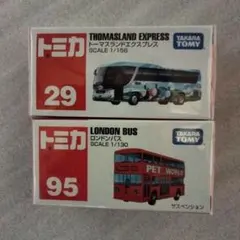 トミカ
THOMASLAND EXPRESS
トーマスランドエクスプレス
SCALE 1/156
TAKARA
TOMY
29
トミカ
LONDON BUS
ロンドンバス
SCALE 1/130
TAKARA
TOMY
95
PET WORLD
サスペンション